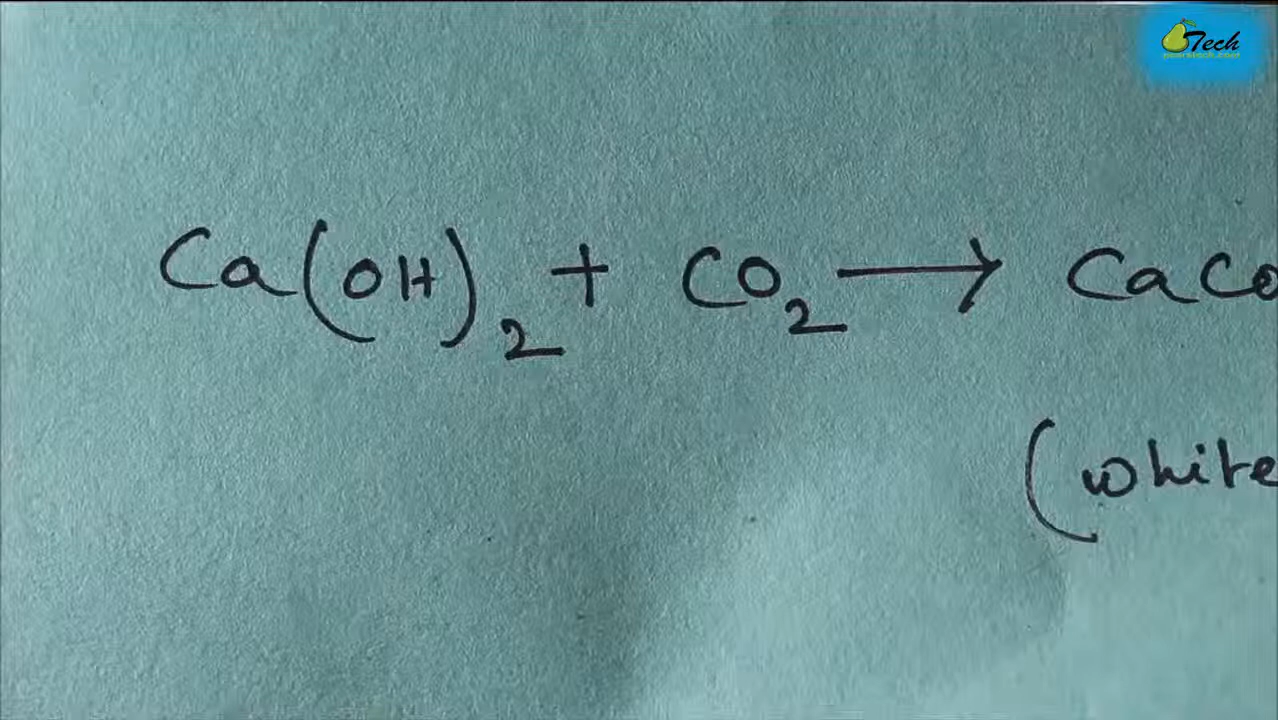 Tech
Ca(OH)₂ + CO₂ → CaCo
(white